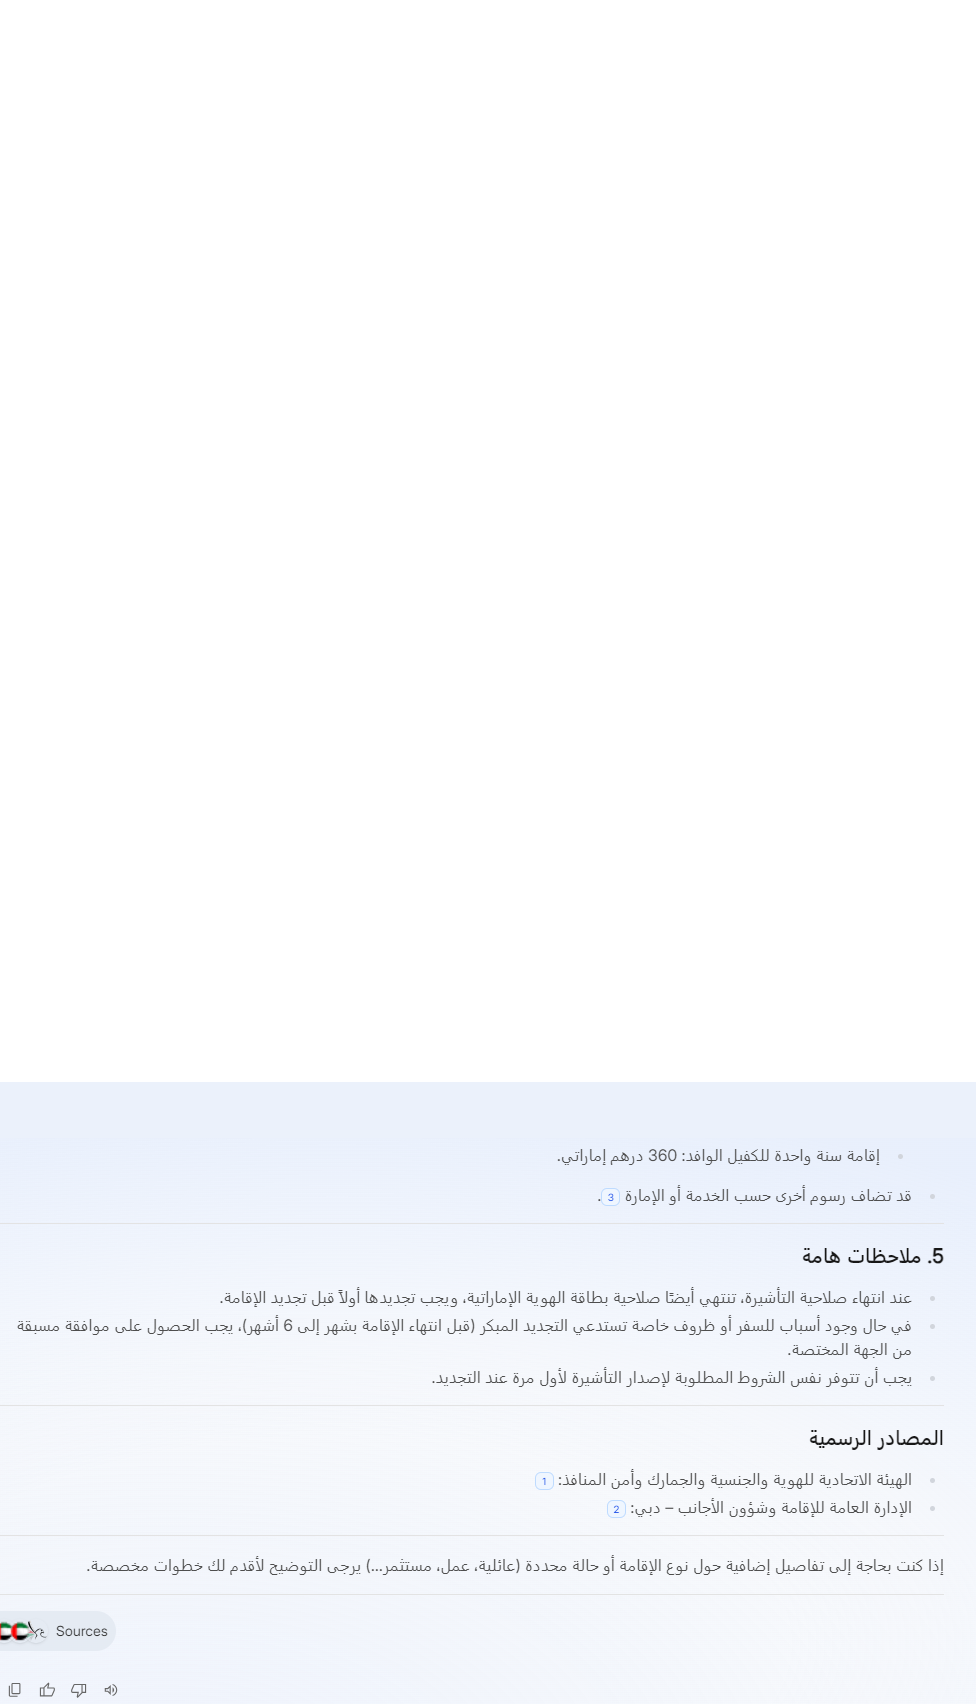 إقامة سنة واحدة للكفيل الوافد: 360 درهم إماراتي.
قد تضاف رسوم أخرى حسب الخدمة أو الإمارة 3.
5. ملاحظات هامة
عند انتهاء صلاحية التأشيرة، تنتهي أيضًا صلاحية بطاقة الهوية الإماراتية، ويجب تجديدها أولاً قبل تجديد الإقامة.
في حال وجود أسباب للسفر أو ظروف خاصة تستدعي التجديد المبكر (قبل انتهاء الإقامة بشهر إلى 6 أشهر)، يجب الحصول على موافقة مسبقة
من الجهة المختصة.
يجب أن تتوفر نفس الشروط المطلوبة لإصدار التأشيرة لأول مرة عند التجديد.
المصادر الرسمية
الهيئة الاتحادية للهوية والجنسية والجمارك وأمن المنافذ: 1
الإدارة العامة للإقامة وشؤون الأجانب – دبي: 2
إذا كنت بحاجة إلى تفاصيل إضافية حول نوع الإقامة أو حالة محددة (عائلية، عمل، مستثمر...) يرجى التوضيح لأقدم لك خطوات مخصصة.
Sources